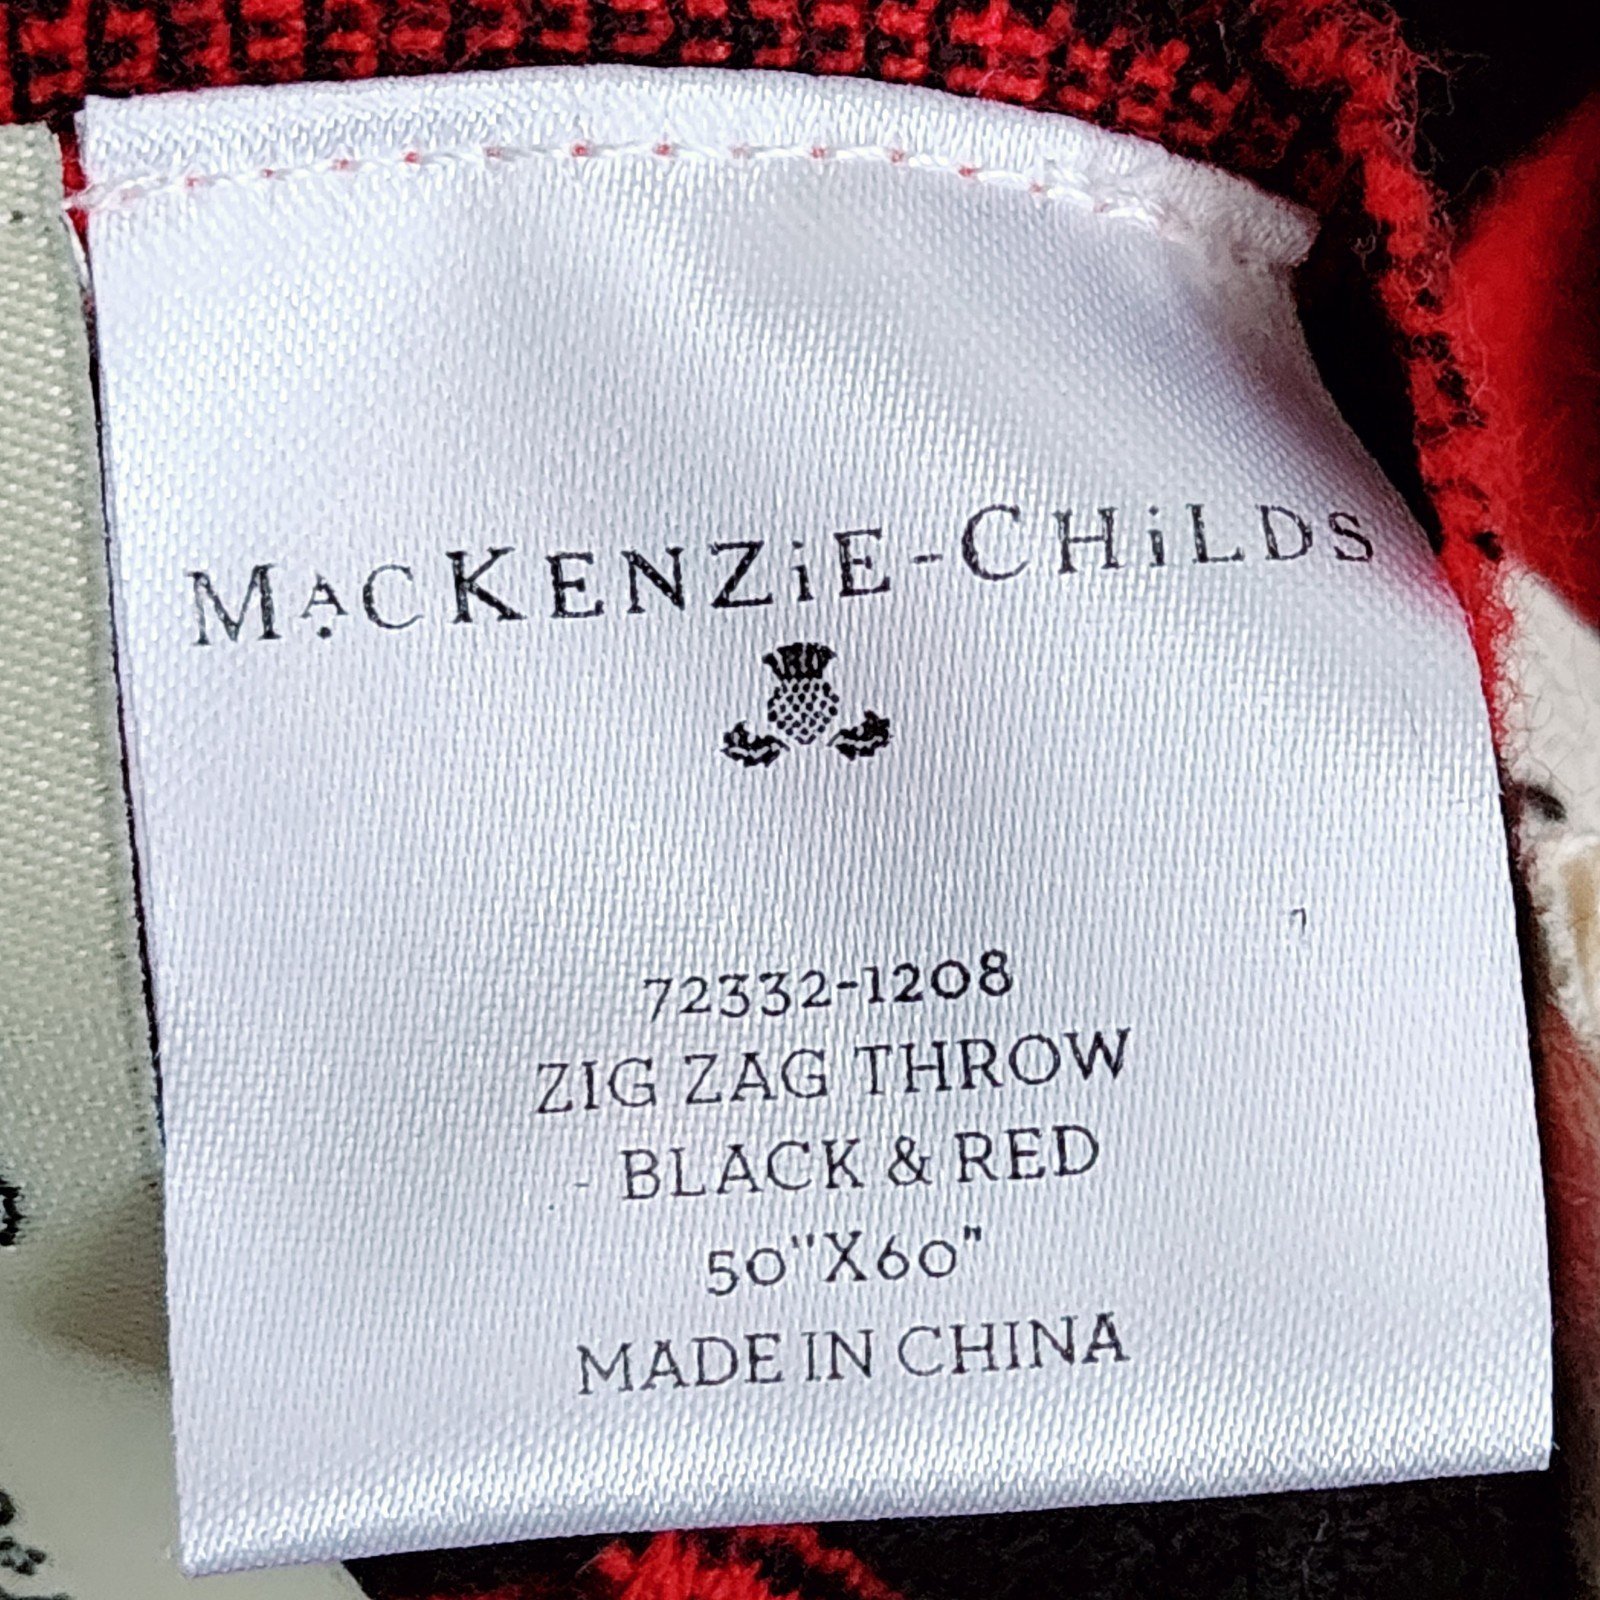 MACKENZiE-CHiLDS
72332-1208
ZIG ZAG THROW
BLACK & RED
50"X60"
MADE IN CHINA